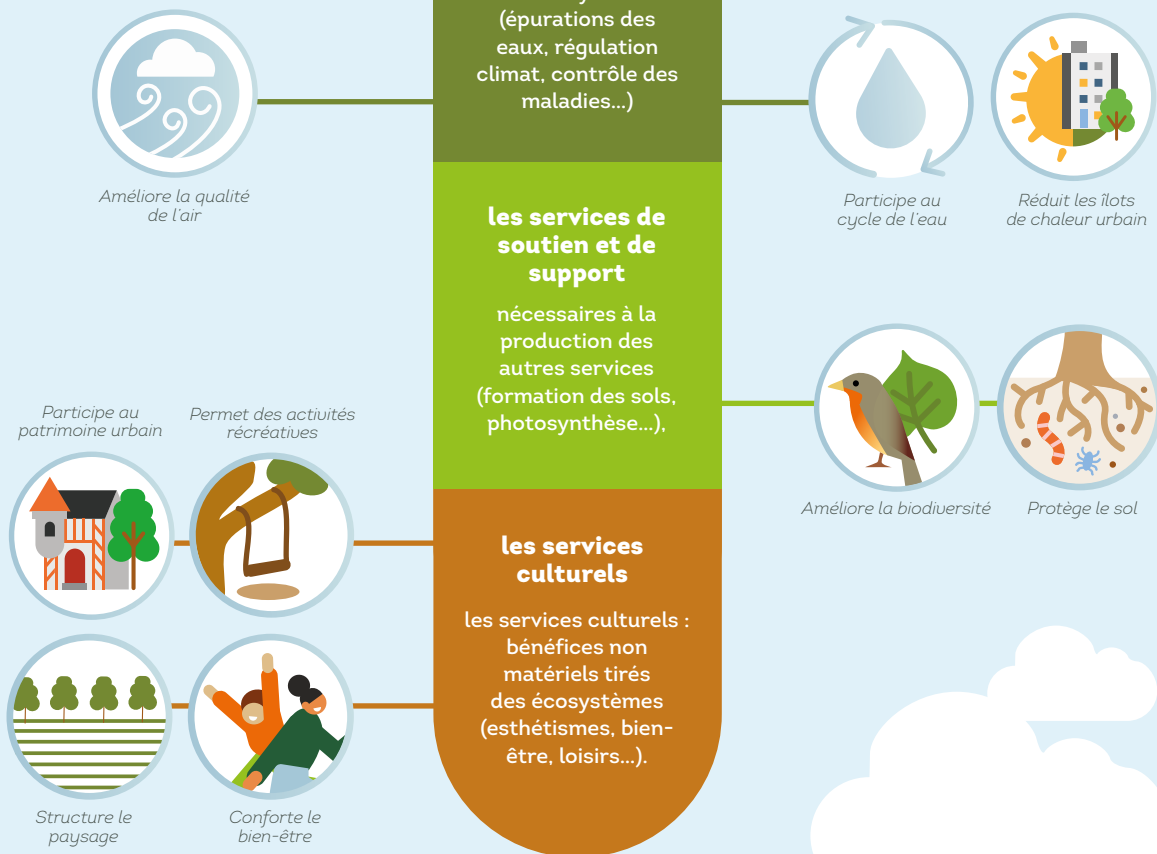 (épurations des
eaux, régulation
climat, contrôle des
maladies...)
Améliore la qualité
de l'air
Participe au
cycle de l'eau
Réduit les îlots
de chaleur urbain
les services de
soutien et de
support
nécessaires à la
production des
autres services
(formation des sols,
photosynthèse...),
Améliore la biodiversité
Protège le sol
Participe au
patrimoine urbain
Permet des activités
récréatives
les services
culturels
les services culturels :
bénéfices non
matériels tirés
des écosystèmes
(esthétismes, bien-
être, loisirs...).
Structure le
paysage
Conforte le
bien-être